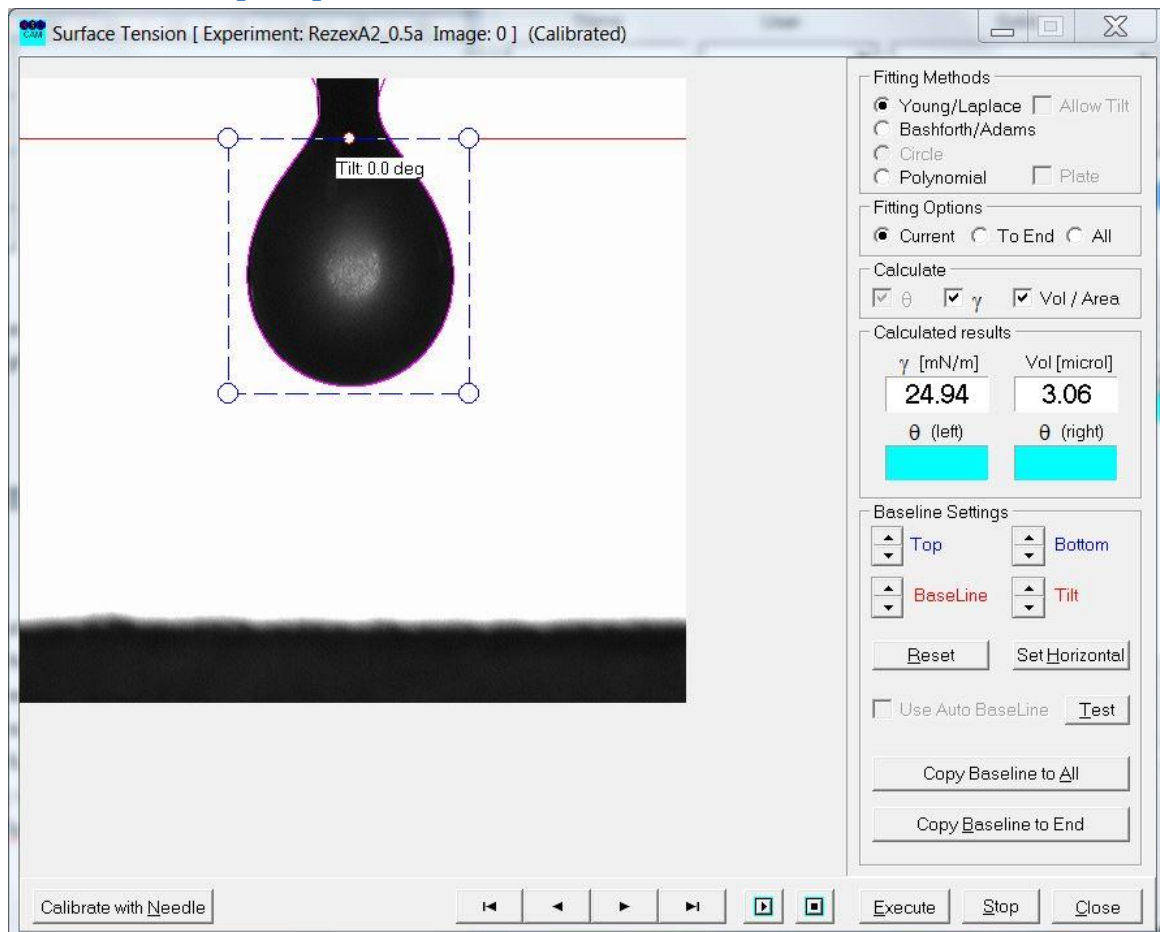 CAM
Surface Tension [ Experiment: RezexA2_0.5a Image: 0 ] (Calibrated)
User
Tilt: 0.0 deg
Fitting Methods
Young/Laplace Allow Tilt
Bashforth/Adams
Circle
Polynomial Plate
Fitting Options
Current To End All
Calculate
θ γ Vol / Area
Calculated results
γ [mN/m] Vol [microl]
24.94 3.06
θ (left) θ (right)
Baseline Settings
Top Bottom
BaseLine Tilt
Reset Set Horizontal
Use Auto BaseLine Test
Copy Baseline to All
Copy Baseline to End
Calibrate with Needle Execute Stop Close